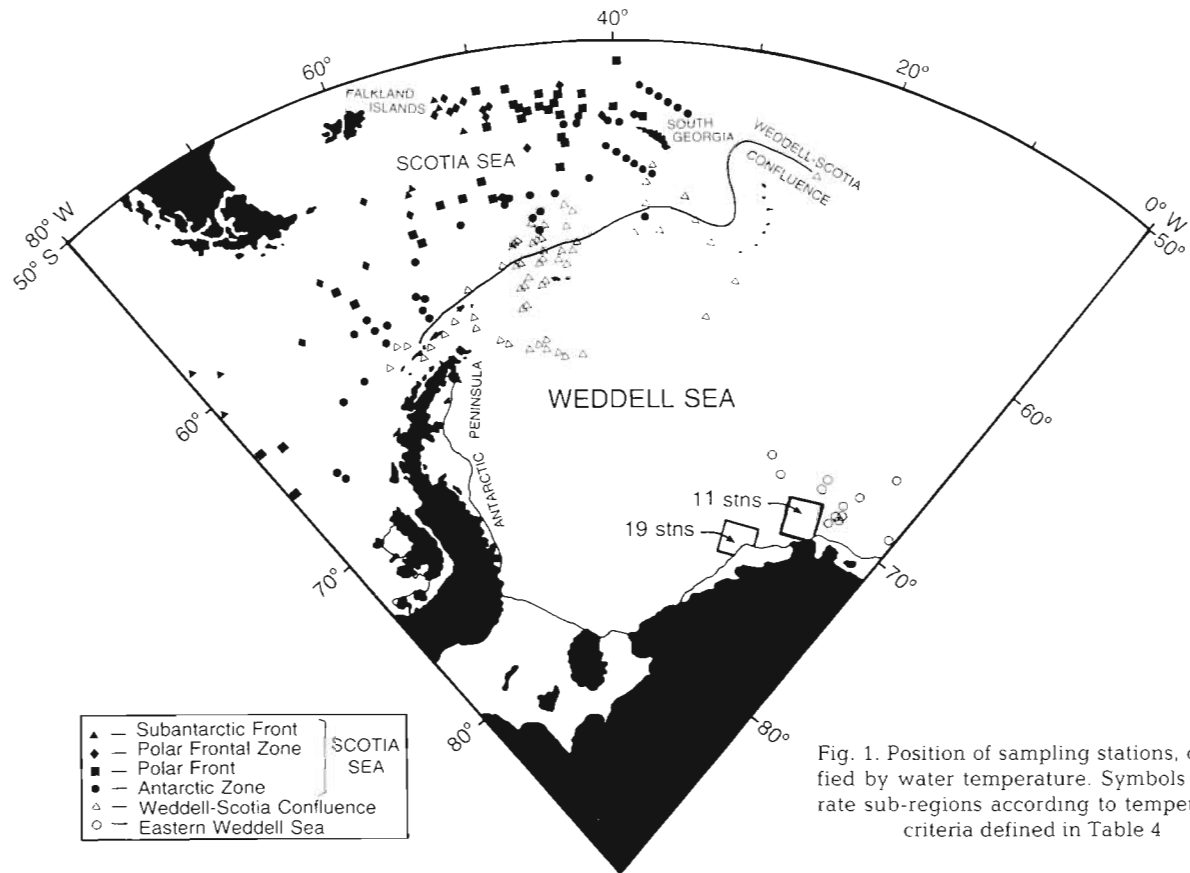 40°
60°
20°
FALKLAND
ISLANDS
SOUTH
GEORGIA
WEDDELL-SCOTIA
CONFLUENCE
SCOTIA SEA
80° W
50° S
0° W
50°
ANTARCTIC PENINSULA
WEDDELL SEA
60°
60°
11 stns
19 stns
70°
70°
80°
80°
▲ — Subantarctic Front
◆ — Polar Frontal Zone
■ — Polar Front
● — Antarctic Zone
SCOTIA
SEA
△ — Weddell-Scotia Confluence
○ — Eastern Weddell Sea
Fig. 1. Position of sampling stations,
fied by water temperature. Symbols
rate sub-regions according to
criteria defined in Table 4